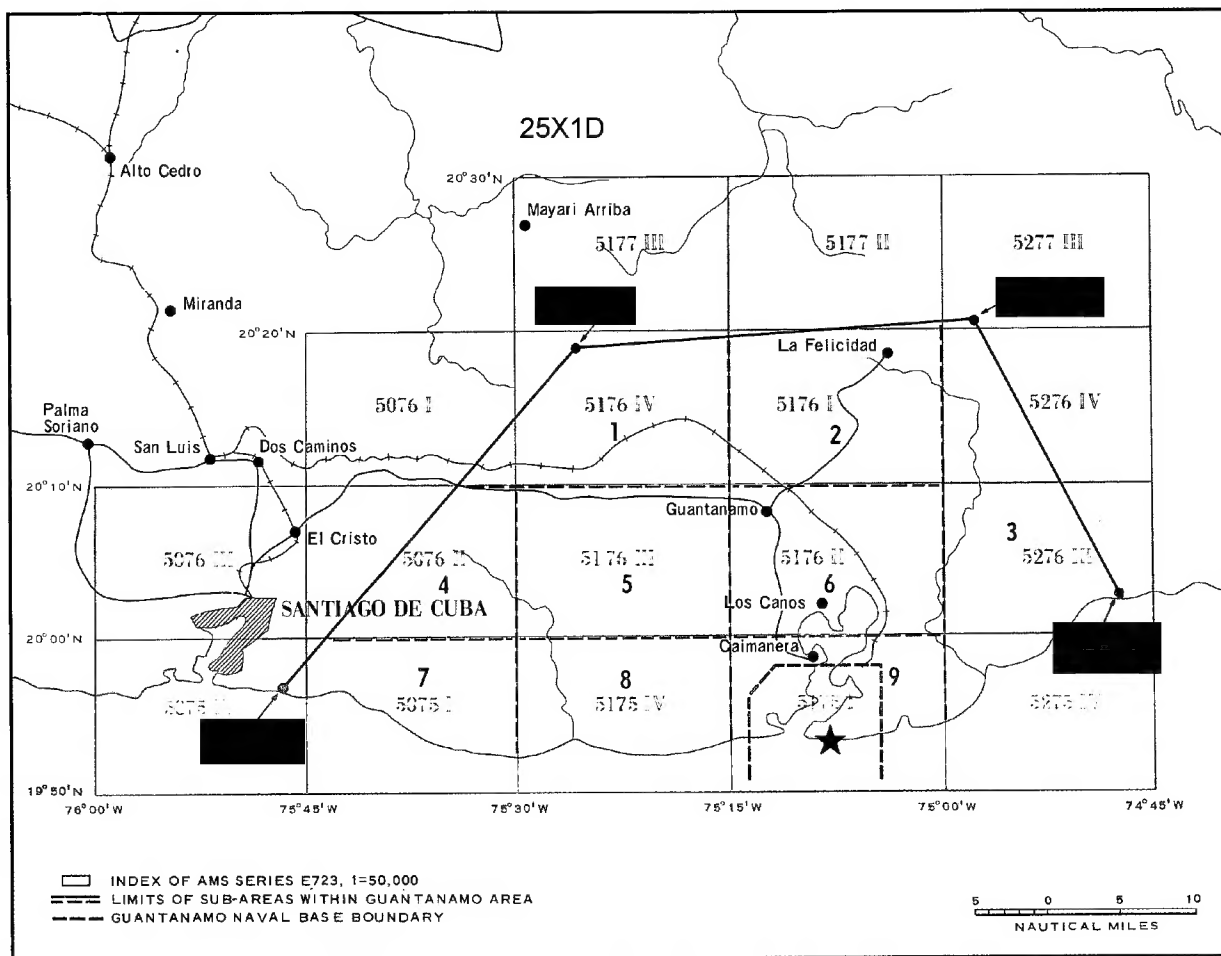 25X1D
Alto Cedro
20°30'N
Mayari Arriba
5177 III
5177 II
5277 III
Miranda
20°20'N
La Felicidad
5076 I
5176 IV
5176 I
5276 IV
Palma
Soriano
1
2
San Luis
Dos Caminos
20°10'N
Guantanamo
El Cristo
3
5076 III
5076 II
5176 III
5176 II
5276 III
4
5
6
Los Canos
SANTIAGO DE CUBA
20°00'N
Caimanera
7
8
9
5075 I
5175 IV
5175 I
5275 IV
19°50'N
76°00'W
75°45'W
75°30'W
75°15'W
75°00'W
74°45'W
INDEX OF AMS SERIES E723, 1=50,000
LIMITS OF SUB-AREAS WITHIN GUANTANAMO AREA
GUANTANAMO NAVAL BASE BOUNDARY
5 0 5 10
NAUTICAL MILES